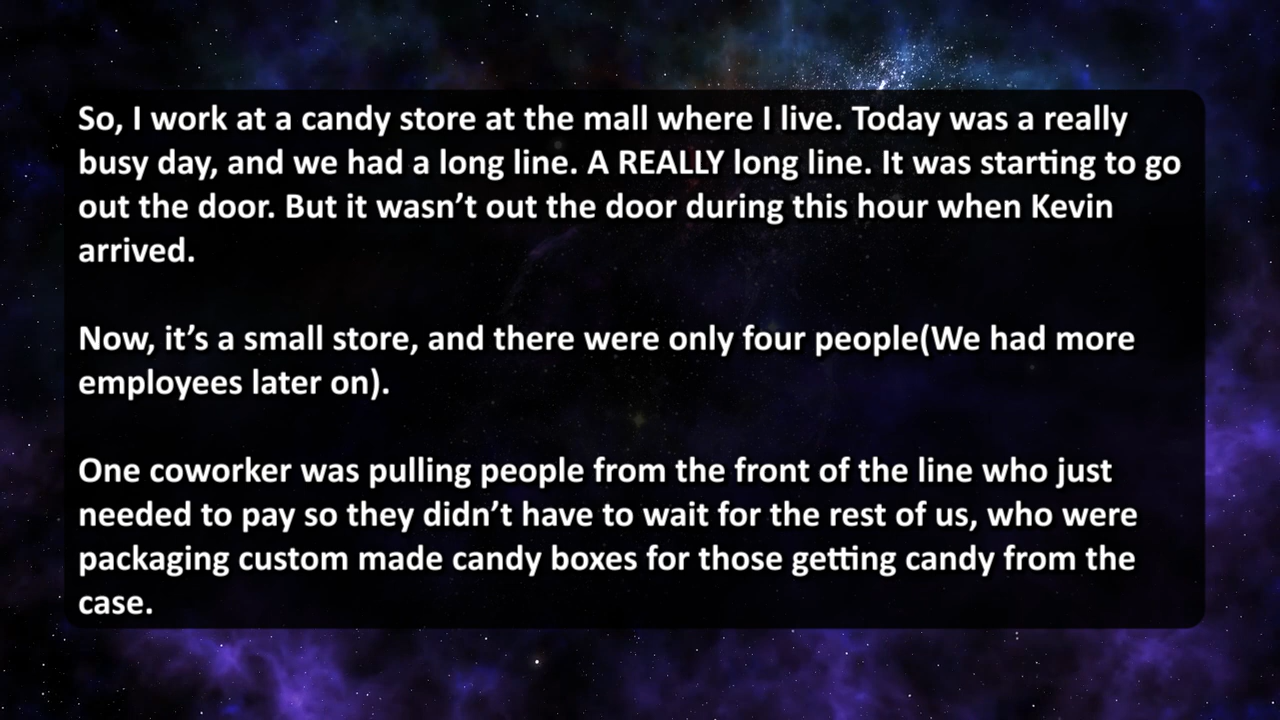 So, I work at a candy store at the mall where I live. Today was a really
busy day, and we had a long line. A REALLY long line. It was starting to go
out the door. But it wasn’t out the door during this hour when Kevin
arrived.
Now, it’s a small store, and there were only four people(We had more
employees later on).
One coworker was pulling people from the front of the line who just
needed to pay so they didn’t have to wait for the rest of us, who were
packaging custom made candy boxes for those getting candy from the
case.